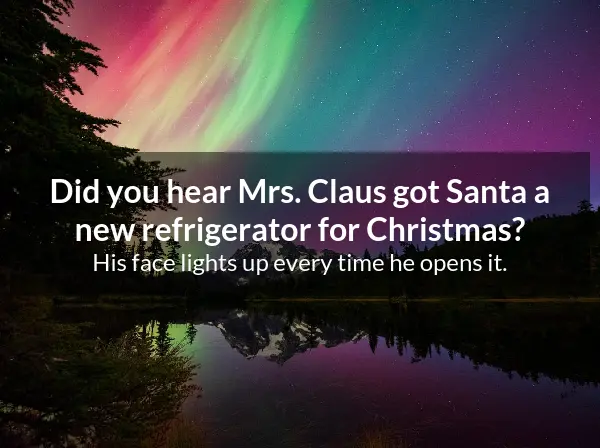 Did you hear Mrs. Claus got Santa a
new refrigerator for Christmas?
His face lights up every time he opens it.